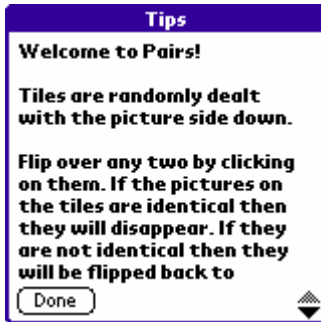 Tips
Welcome to Pairs!
Tiles are randomly dealt
with the picture side down.
Flip over any two by clicking
on them. If the pictures on
the tiles are identical then
they will disappear. If they
are not identical then they
will be flipped back to
Done